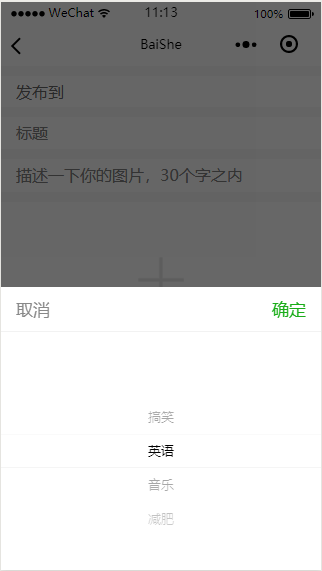 WeChat 11:13 100%
BaiShe
发布到
标题
描述一下你的图片，30个字之内
取消 确定
搞笑
英语
音乐
减肥